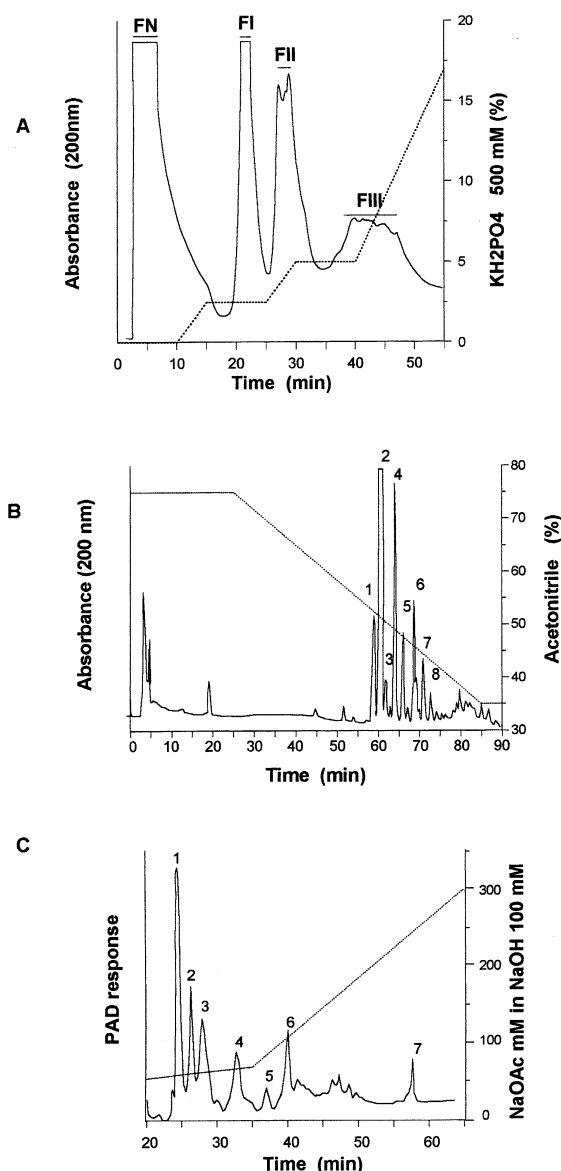 A
FN
FI
FII
FIII
Absorbance (200nm)
20
15
10
5
0
KH2PO4 500 mM (%)
0 10 20 30 40 50
Time (min)
B
1
2
3
4
5
6
7
8
Absorbance (200 nm)
80
70
60
50
40
30
Acetonitrile (%)
0 10 20 30 40 50 60 70 80 90
Time (min)
C
1
2
3
4
5
6
7
PAD response
300
200
100
0
NaOAc mM in NaOH 100 mM
20 30 40 50 60
Time (min)